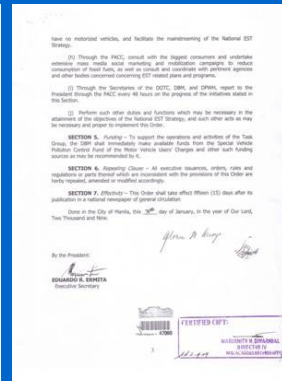 have no motorized vehicles, and facilitate the mainstreaming of the National EST
Strategy.
(h) Through the PACC, consult with the biggest consumers and undertake
extensive mass media social marketing and mobilization campaigns to reduce
consumption of fossil fuels, as well as consult and coordinate with pertinent agencies
and other bodies concerned concerning EST related plans and programs.
(i) Through the Secretaries of the DOTC, DBM, and DPWH, report to the
President through the PACC every 48 hours on the progress of the initiatives stated in
this Section.
(j) Perform such other duties and functions which may be necessary in the
attainment of the objectives of the National EST Strategy, and such other acts as may
be necessary and proper to implement this Order.
SECTION 5. Funding – To support the operations and activities of the Task
Group, the DBM shall immediately make available funds from the Special Vehicle
Pollution Control Fund of the Motor Vehicle Users' Charges and other such funding
sources as may be recommended by it.
SECTION 6. Repealing Clause – All executive issuances, orders, rules and
regulations or parts thereof which are inconsistent with the provisions of this Order are
hereby repealed, amended or modified accordingly.
SECTION 7. Effectivity – This Order shall take effect fifteen (15) days after its
publication in a national newspaper of general circulation
Done in the City of Manila, this day of January, in the year of Our Lord,
Two Thousand and Nine.
By the President:
EDUARDO R. ERMITA
Executive Secretary
CERTIFIED COPY:
MARIANITO M. DIMAANDAL
DIRECTOR IV
3